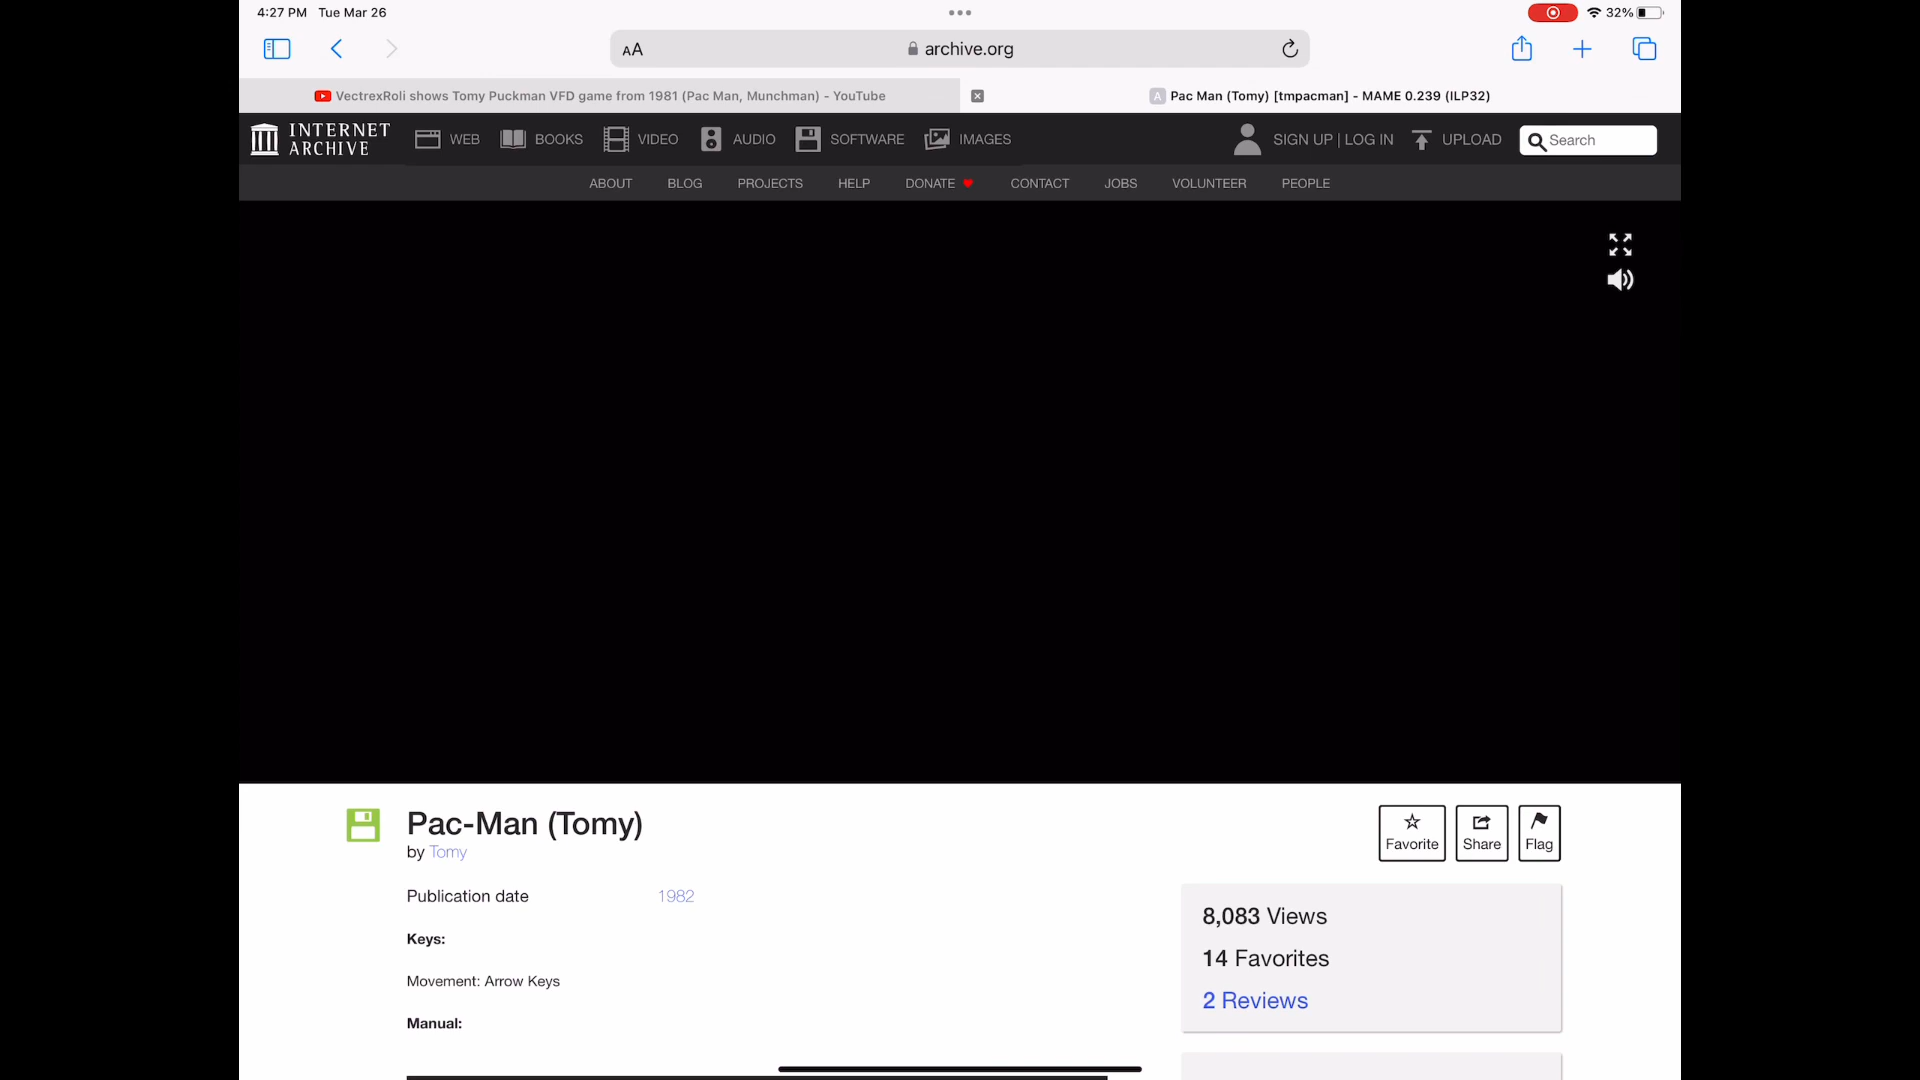 4:27 PM Tue Mar 26
32%
AA
archive.org
VectrexRoli shows Tomy Puckman VFD game from 1981 (Pac Man, Munchman) - YouTube
A Pac Man (Tomy) [tmpacman] - MAME 0.239 (ILP32)
INTERNET
ARCHIVE
WEB
BOOKS
VIDEO
AUDIO
SOFTWARE
IMAGES
SIGN UP | LOG IN
UPLOAD
Search
ABOUT
BLOG
PROJECTS
HELP
DONATE
CONTACT
JOBS
VOLUNTEER
PEOPLE
Pac-Man (Tomy)
by Tomy
Favorite
Share
Flag
Publication date 1982
Keys:
Movement: Arrow Keys
Manual:
8,083 Views
14 Favorites
2 Reviews